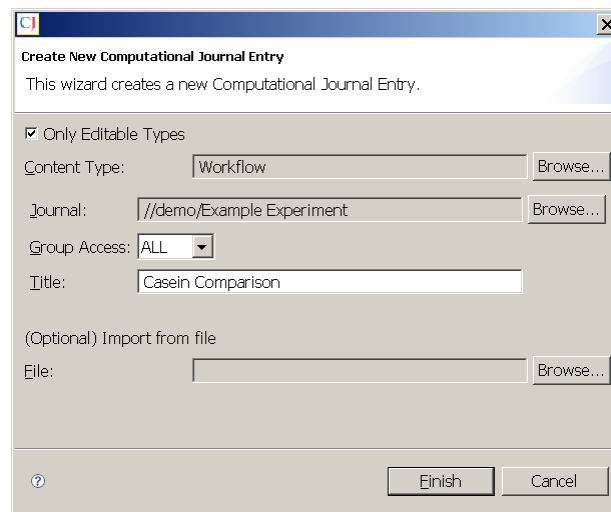 CJ
Create New Computational Journal Entry
This wizard creates a new Computational Journal Entry.
Only Editable Types
Content Type: Workflow Browse...
Journal: //demo/Example Experiment Browse...
Group Access: ALL
Title: Casein Comparison
(Optional) Import from file
File: Browse...
? Finish Cancel